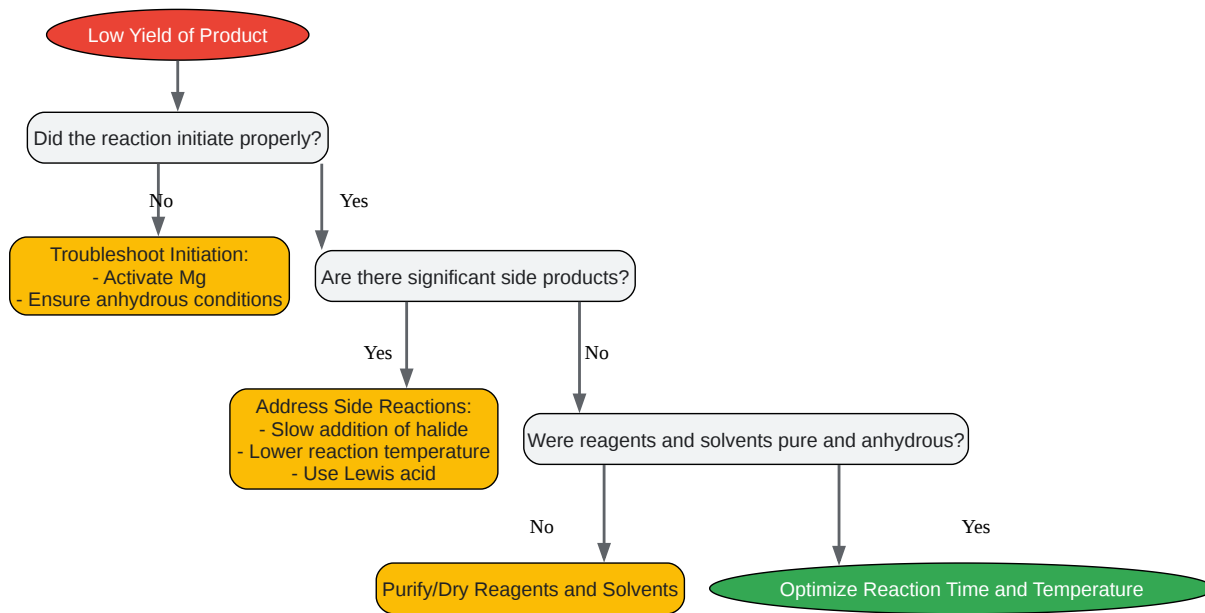 Low Yield of Product
Did the reaction initiate properly?
No
Yes
Troubleshoot Initiation:
- Activate Mg
- Ensure anhydrous conditions
Are there significant side products?
Yes
No
Address Side Reactions:
- Slow addition of halide
- Lower reaction temperature
- Use Lewis acid
Were reagents and solvents pure and anhydrous?
No
Yes
Purify/Dry Reagents and Solvents
Optimize Reaction Time and Temperature